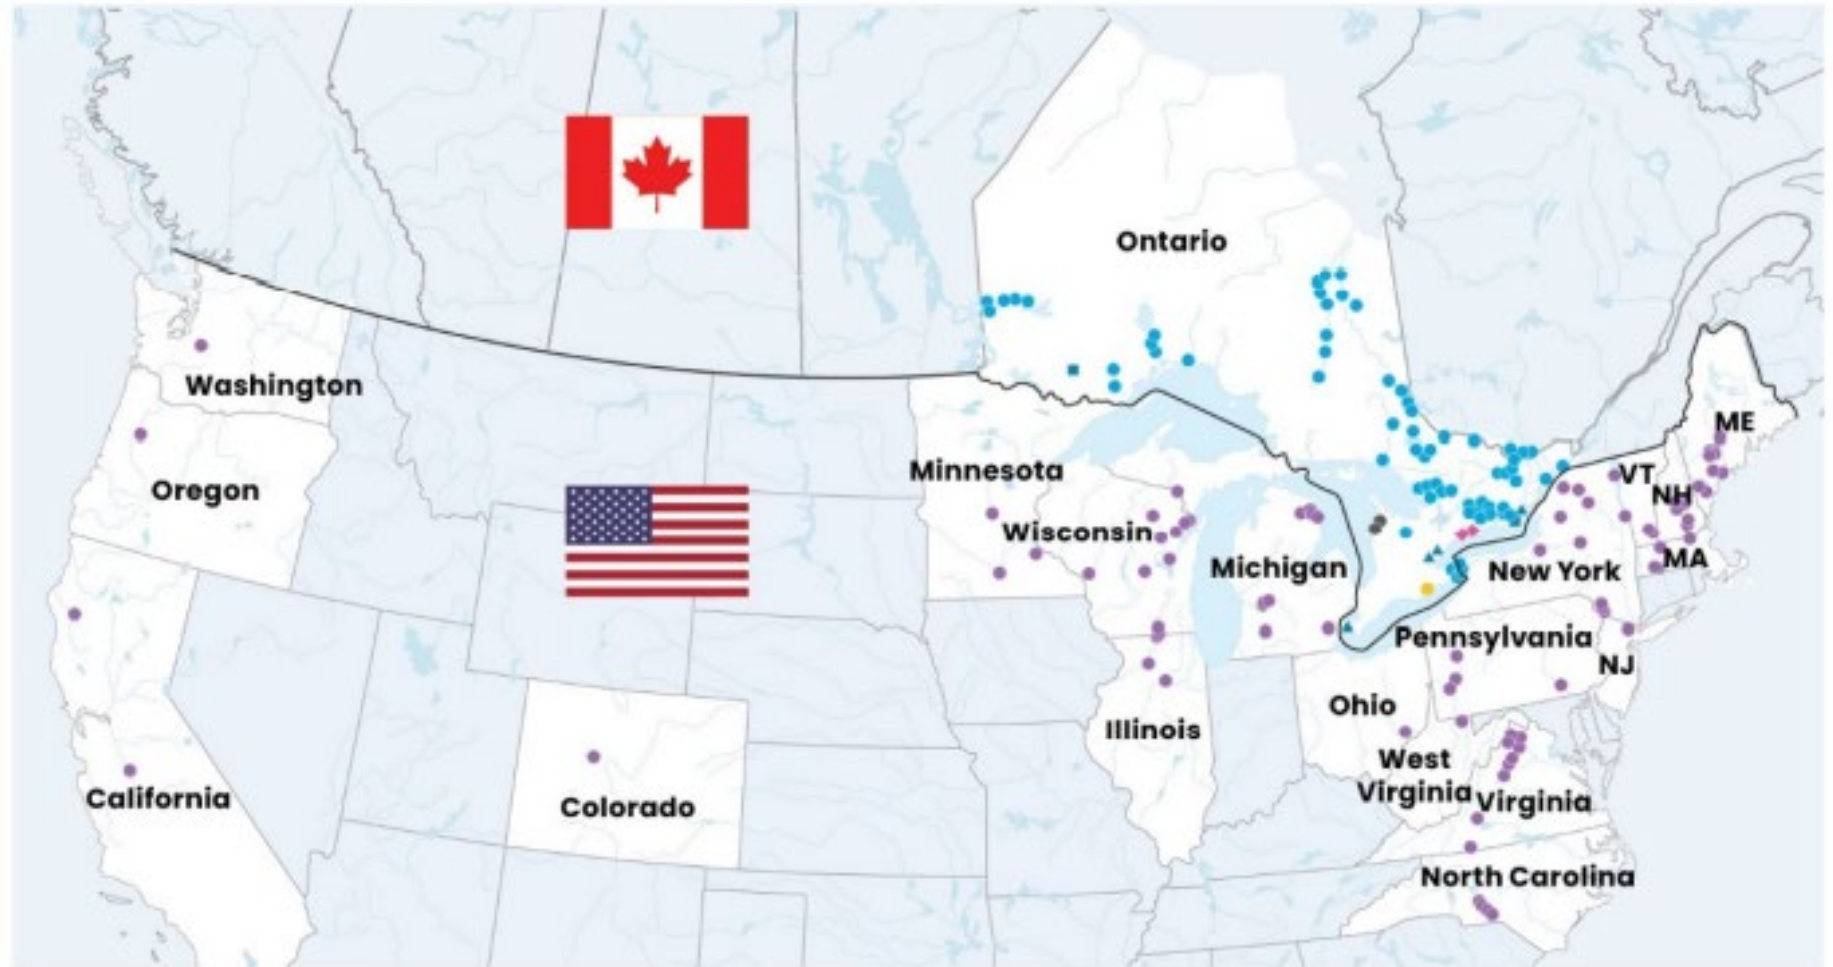 Ontario
Washington
ME
Minnesota
VT
Oregon
NH
Wisconsin
MA
Michigan
New York
Pennsylvania
NJ
Ohio
Illinois
West
Virginia
California
Virginia
Colorado
North Carolina